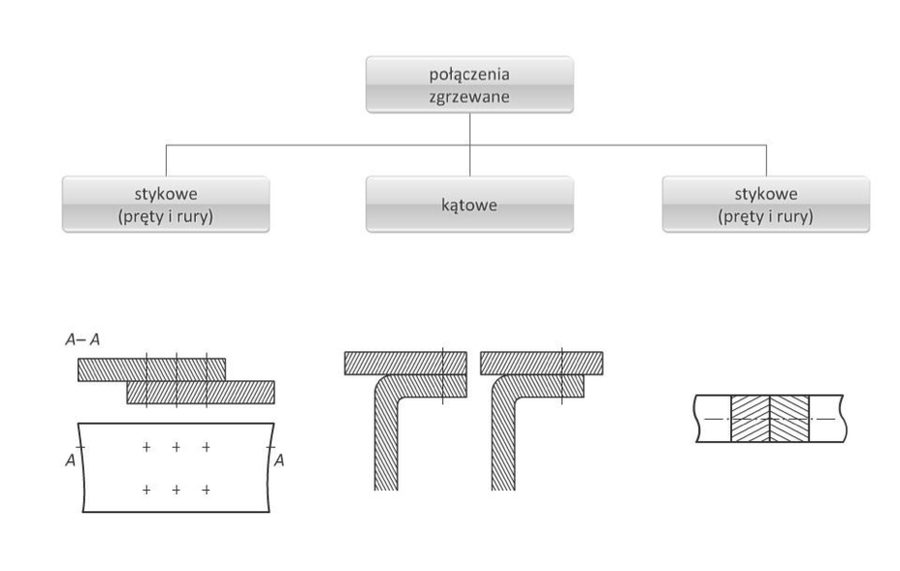 połączenia
zgrzewane
stykowe
(pręty i rury)
kątowe
stykowe
(pręty i rury)
A– A
A
A